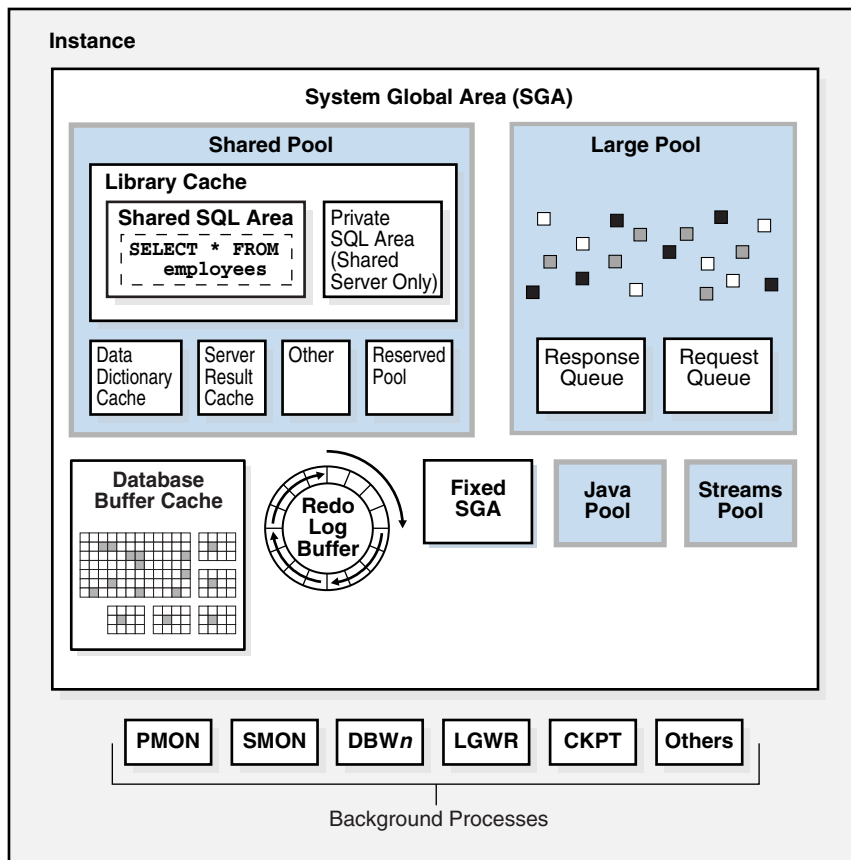 Instance
System Global Area (SGA)
Shared Pool
Library Cache
Shared SQL Area
SELECT * FROM
employees
Private
SQL Area
(Shared
Server Only)
Data
Dictionary
Cache
Server
Result
Cache
Other
Reserved
Pool
Large Pool
Response
Queue
Request
Queue
Database
Buffer Cache
Redo
Log
Buffer
Fixed
SGA
Java
Pool
Streams
Pool
PMON
SMON
DBWn
LGWR
CKPT
Others
Background Processes